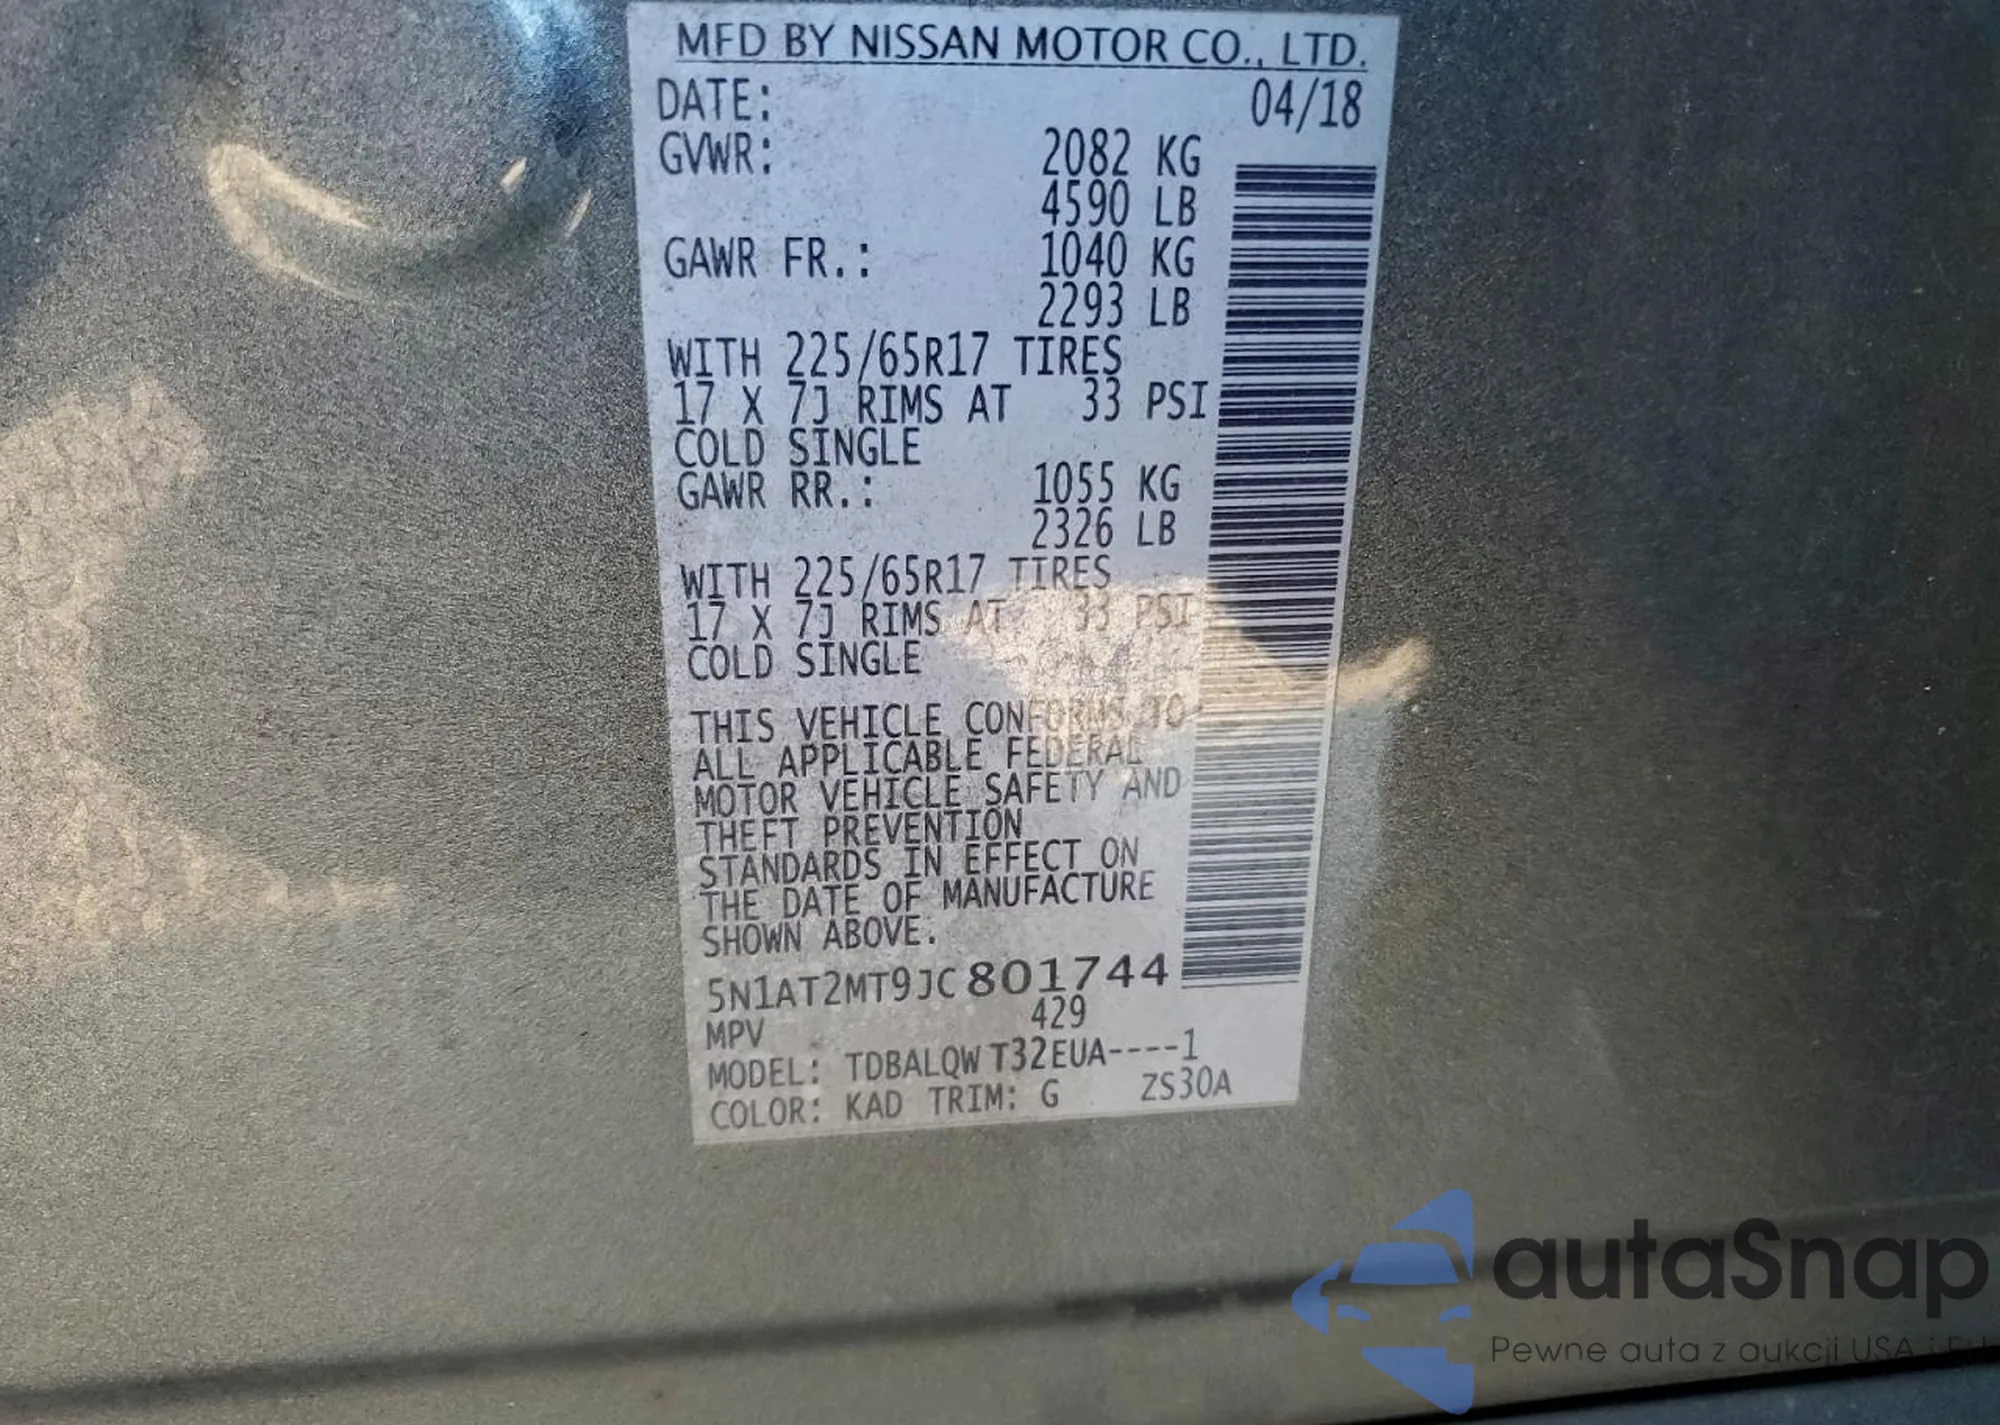 MFD BY NISSAN MOTOR CO., LTD.
DATE: 04/18
GVWR: 2082 KG
4590 LB
GAWR FR.: 1040 KG
2293 LB
WITH 225/65R17 TIRES
17 X 7J RIMS AT 33 PSI
COLD SINGLE
GAWR RR.: 1055 KG
2326 LB
WITH 225/65R17 TIRES
17 X 7J RIMS AT 33 PSI
COLD SINGLE
THIS VEHICLE CONFORMS TO
ALL APPLICABLE FEDERAL
MOTOR VEHICLE SAFETY AND
THEFT PREVENTION
STANDARDS IN EFFECT ON
THE DATE OF MANUFACTURE
SHOWN ABOVE.
5N1AT2MT9JC801744
MPV 429
MODEL: TDBALQW T32EUA----1
COLOR: KAD TRIM: G ZS30A
autaSnap
Pewne auta z aukcji USA i